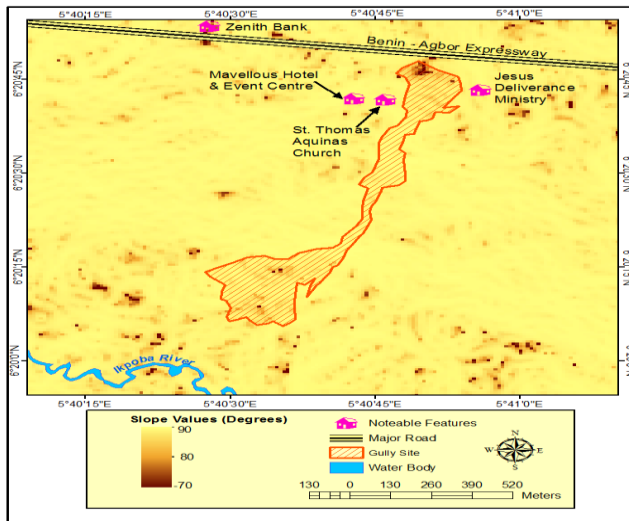 5°40'15"E 5°40'30"E 5°40'45"E 5°41'0"E
Zenith Bank
Benin - Agbor Expressway
6°20'45"N
6°20'45"N
Mavellous Hotel
& Event Centre
Jesus
Deliverance
Ministry
St. Thomas
Aquinas
Church
6°20'30"N
6°20'15"N
6°20'0"N
Ikpoba River
5°40'15"E 5°40'30"E 5°40'45"E 5°41'0"E
Slope Values (Degrees)
90
80
-70
Noteable Features
Major Road
Gully Site
Water Body
N
W E
S
130 0 130 260 390 520
Meters